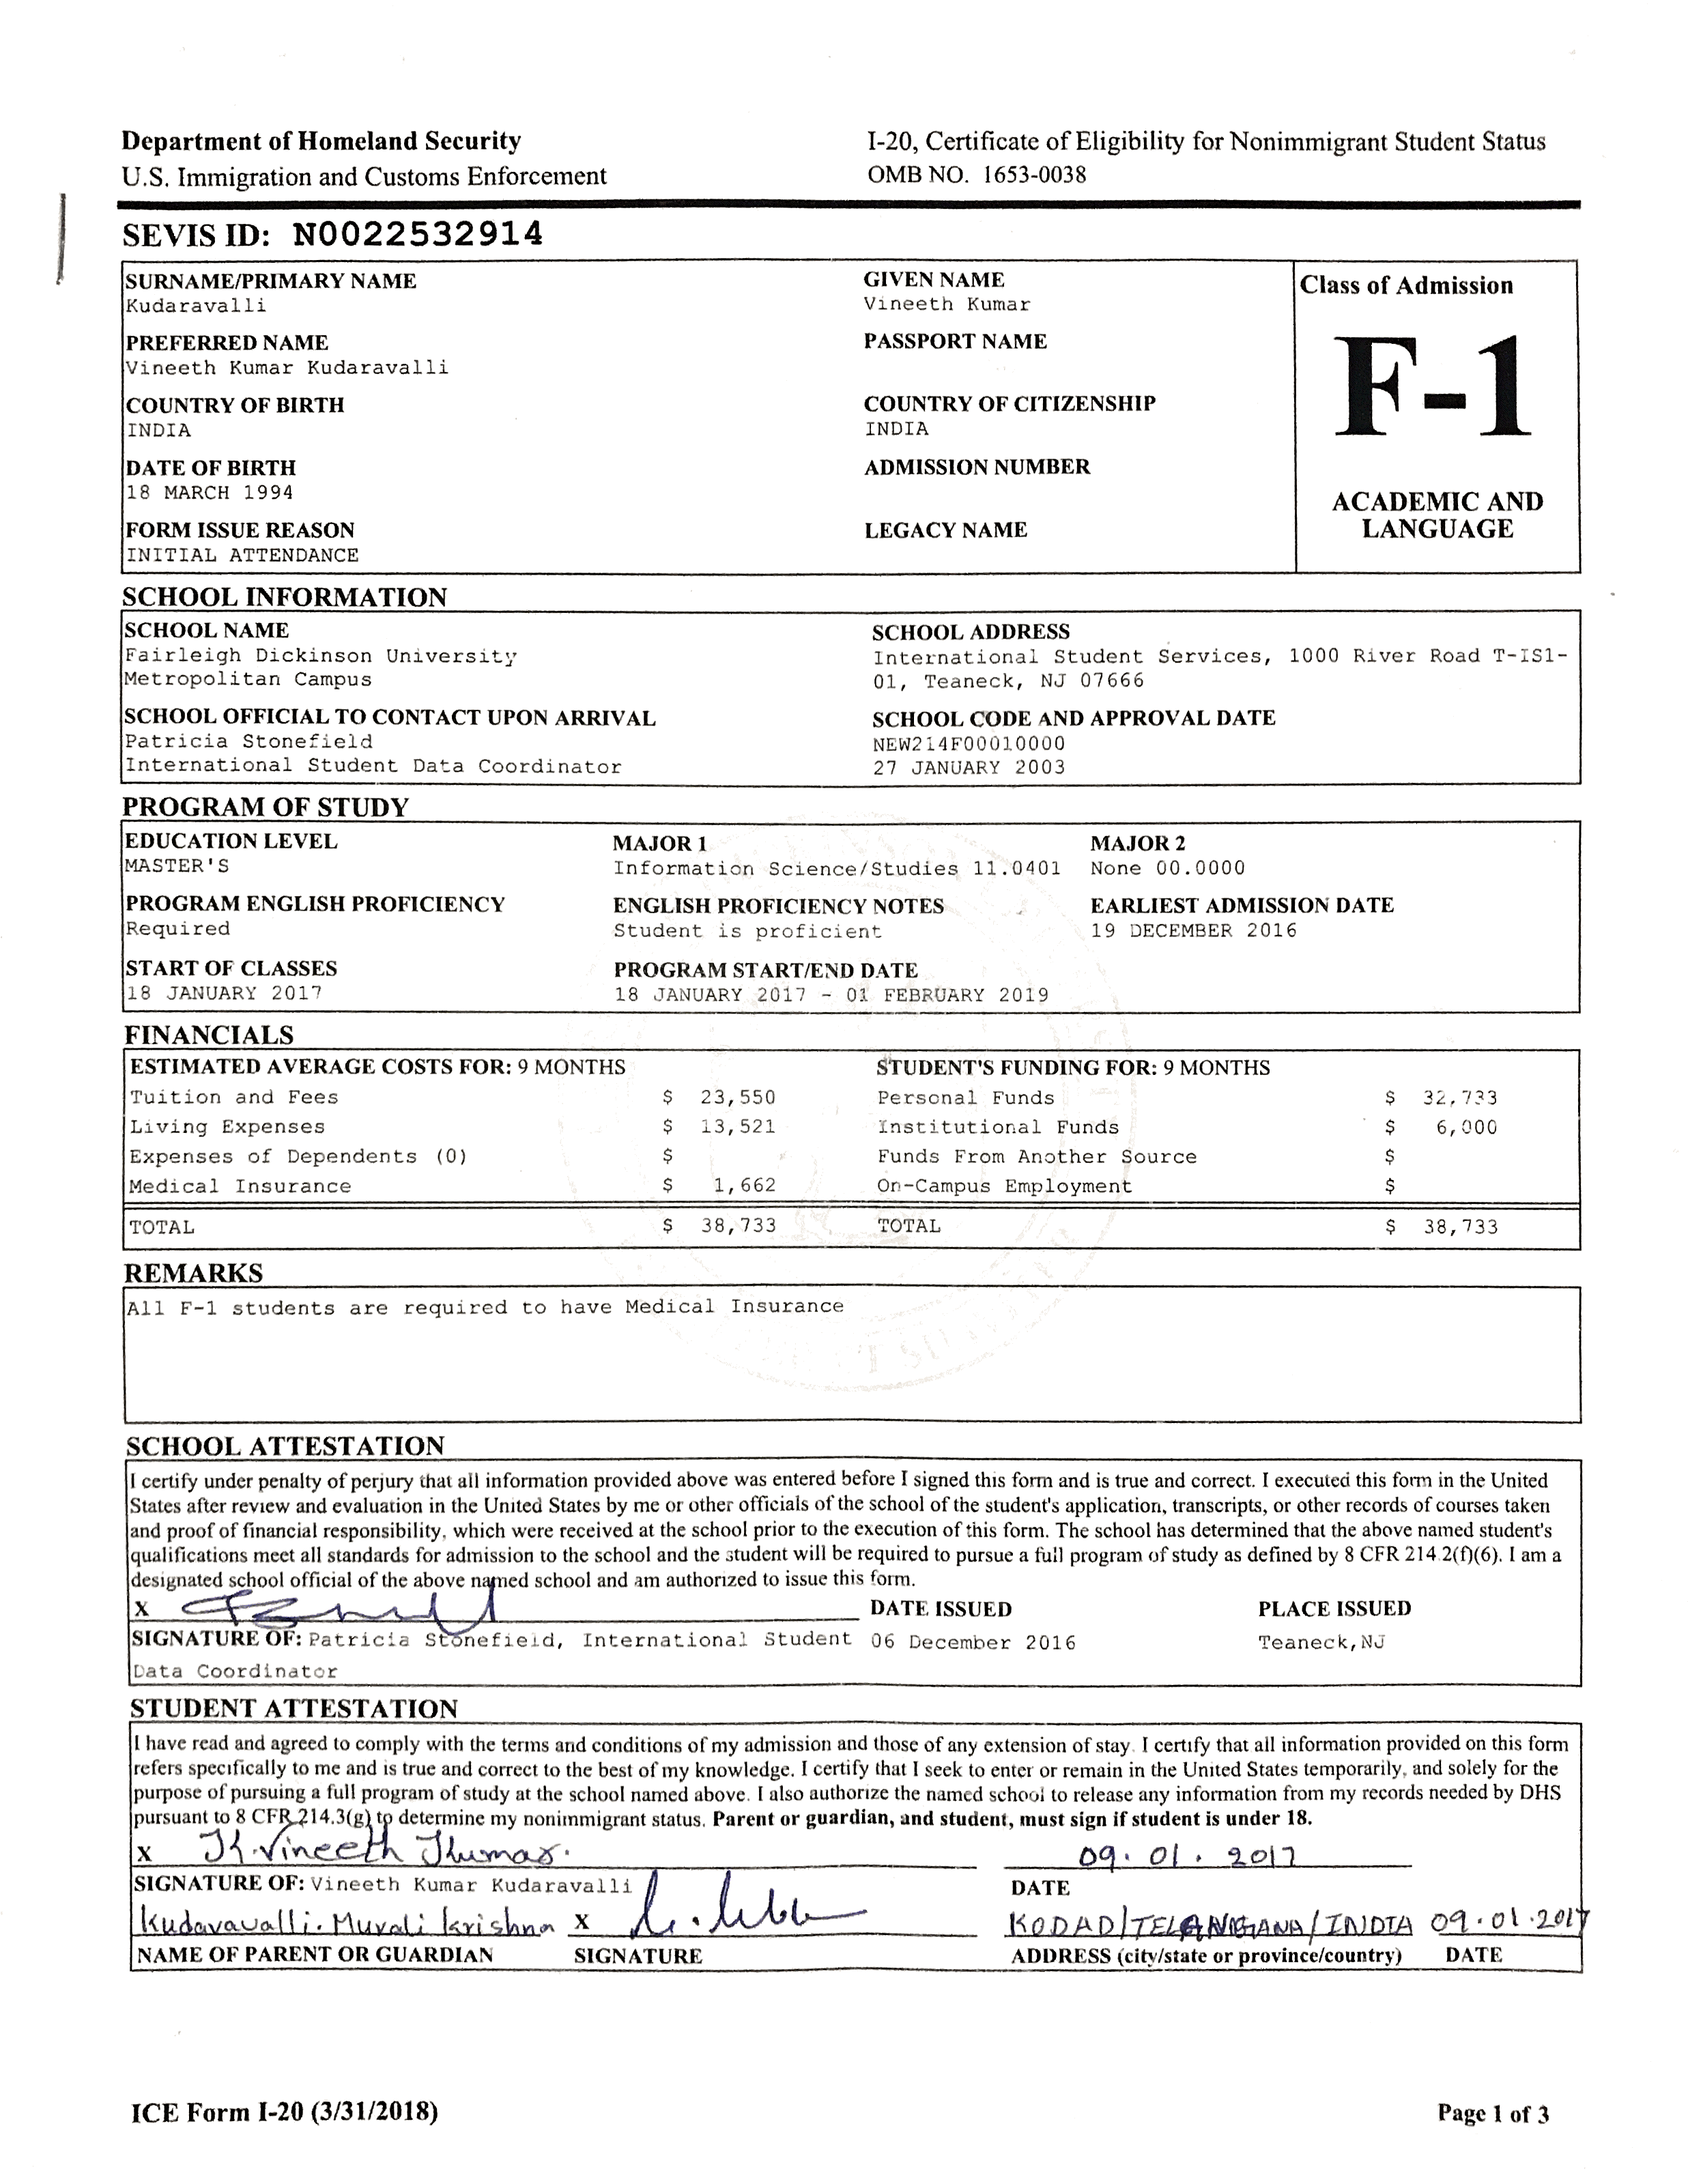 Department of Homeland Security
U.S. Immigration and Customs Enforcement
I-20, Certificate of Eligibility for Nonimmigrant Student Status
OMB NO. 1653-0038
SEVIS ID: N0022532914
SURNAME/PRIMARY NAME
Kudaravalli
GIVEN NAME
Vineeth Kumar
Class of Admission
PREFERRED NAME
Vineeth Kumar Kudaravalli
PASSPORT NAME
F-1
COUNTRY OF BIRTH
INDIA
COUNTRY OF CITIZENSHIP
INDIA
DATE OF BIRTH
18 MARCH 1994
ADMISSION NUMBER
ACADEMIC AND
LANGUAGE
FORM ISSUE REASON
INITIAL ATTENDANCE
LEGACY NAME
SCHOOL INFORMATION
SCHOOL NAME
Fairleigh Dickinson University
Metropolitan Campus
SCHOOL ADDRESS
International Student Services, 1000 River Road T-IS1-
01, Teaneck, NJ 07666
SCHOOL OFFICIAL TO CONTACT UPON ARRIVAL
Patricia Stonefield
International Student Data Coordinator
SCHOOL CODE AND APPROVAL DATE
NEW214F00010000
27 JANUARY 2003
PROGRAM OF STUDY
EDUCATION LEVEL
MASTER'S
MAJOR 1
Information Science/Studies 11.0401
MAJOR 2
None 00.0000
PROGRAM ENGLISH PROFICIENCY
Required
ENGLISH PROFICIENCY NOTES
Student is proficient
EARLIEST ADMISSION DATE
19 DECEMBER 2016
START OF CLASSES
18 JANUARY 2017
PROGRAM START/END DATE
18 JANUARY 2017 - 01 FEBRUARY 2019
FINANCIALS
ESTIMATED AVERAGE COSTS FOR: 9 MONTHS
Tuition and Fees $ 23,550
Living Expenses $ 13,521
Expenses of Dependents (0) $
Medical Insurance $ 1,662
TOTAL $ 38,733
STUDENT'S FUNDING FOR: 9 MONTHS
Personal Funds $ 32,733
Institutional Funds $ 6,000
Funds From Another Source $
On-Campus Employment $
TOTAL $ 38,733
REMARKS
All F-1 students are required to have Medical Insurance
SCHOOL ATTESTATION
I certify under penalty of perjury that all information provided above was entered before I signed this form and is true and correct. I executed this form in the United
States after review and evaluation in the United States by me or other officials of the school of the student's application, transcripts, or other records of courses taken
and proof of financial responsibility, which were received at the school prior to the execution of this form. The school has determined that the above named student's
qualifications meet all standards for admission to the school and the student will be required to pursue a full program of study as defined by 8 CFR 214.2(f)(6). I am a
designated school official of the above named school and am authorized to issue this form.
X
DATE ISSUED
PLACE ISSUED
SIGNATURE OF: Patricia Stonefield, International Student
Data Coordinator
06 December 2016
Teaneck,NJ
STUDENT ATTESTATION
I have read and agreed to comply with the terms and conditions of my admission and those of any extension of stay. I certify that all information provided on this form
refers specifically to me and is true and correct to the best of my knowledge. I certify that I seek to enter or remain in the United States temporarily, and solely for the
purpose of pursuing a full program of study at the school named above. I also authorize the named school to release any information from my records needed by DHS
pursuant to 8 CFR 214.3(g) to determine my nonimmigrant status. Parent or guardian, and student, must sign if student is under 18.
X K.Vineeth Kumar.
09.01.2017
SIGNATURE OF: Vineeth Kumar Kudaravalli
DATE
Kudaravalli.Murali krishna X
KODAD/TELANGANA/INDIA 09.01.2017
NAME OF PARENT OR GUARDIAN
SIGNATURE
ADDRESS (city/state or province/country)
DATE
ICE Form I-20 (3/31/2018)
Page 1 of 3